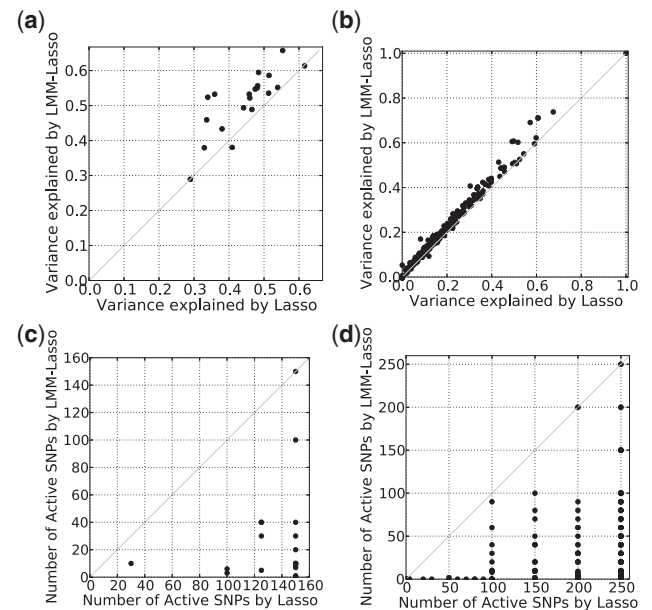 (a)
Variance explained by LMM-Lasso
0.6
0.5
0.4
0.3
0.2
0.1
0.0
0.0 0.1 0.2 0.3 0.4 0.5 0.6
Variance explained by Lasso
(b)
Variance explained by LMM-Lasso
1.0
0.8
0.6
0.4
0.2
0.0
0.0 0.2 0.4 0.6 0.8 1.0
Variance explained by Lasso
(c)
Number of Active SNPs by LMM-Lasso
160
140
120
100
80
60
40
20
0
0 20 40 60 80 100 120 140 160
Number of Active SNPs by Lasso
(d)
Number of Active SNPs by LMM-Lasso
250
200
150
100
50
0
0 50 100 150 200 250
Number of Active SNPs by Lasso